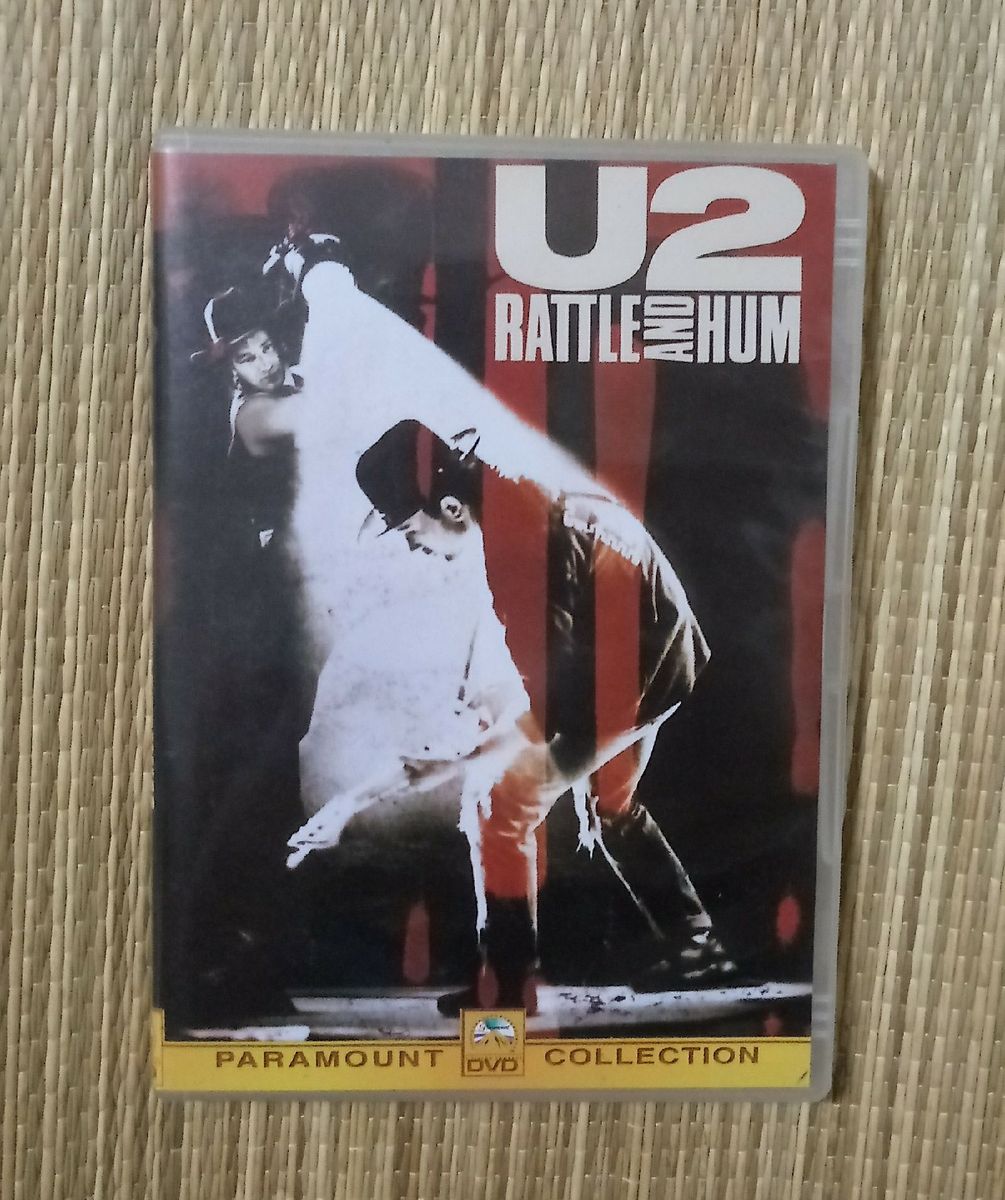 U2
RATTLE AND HUM
PARAMOUNT DVD COLLECTION